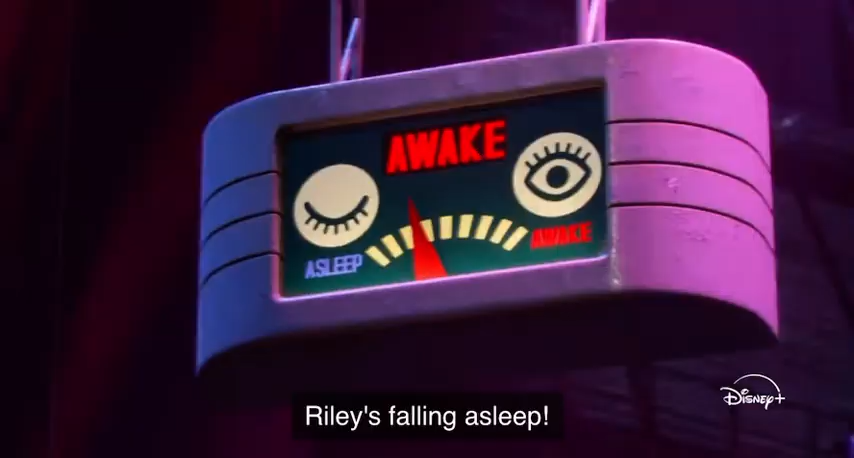 AWAKE
ASLEEP
AWAKE
Disney+
Riley's falling asleep!